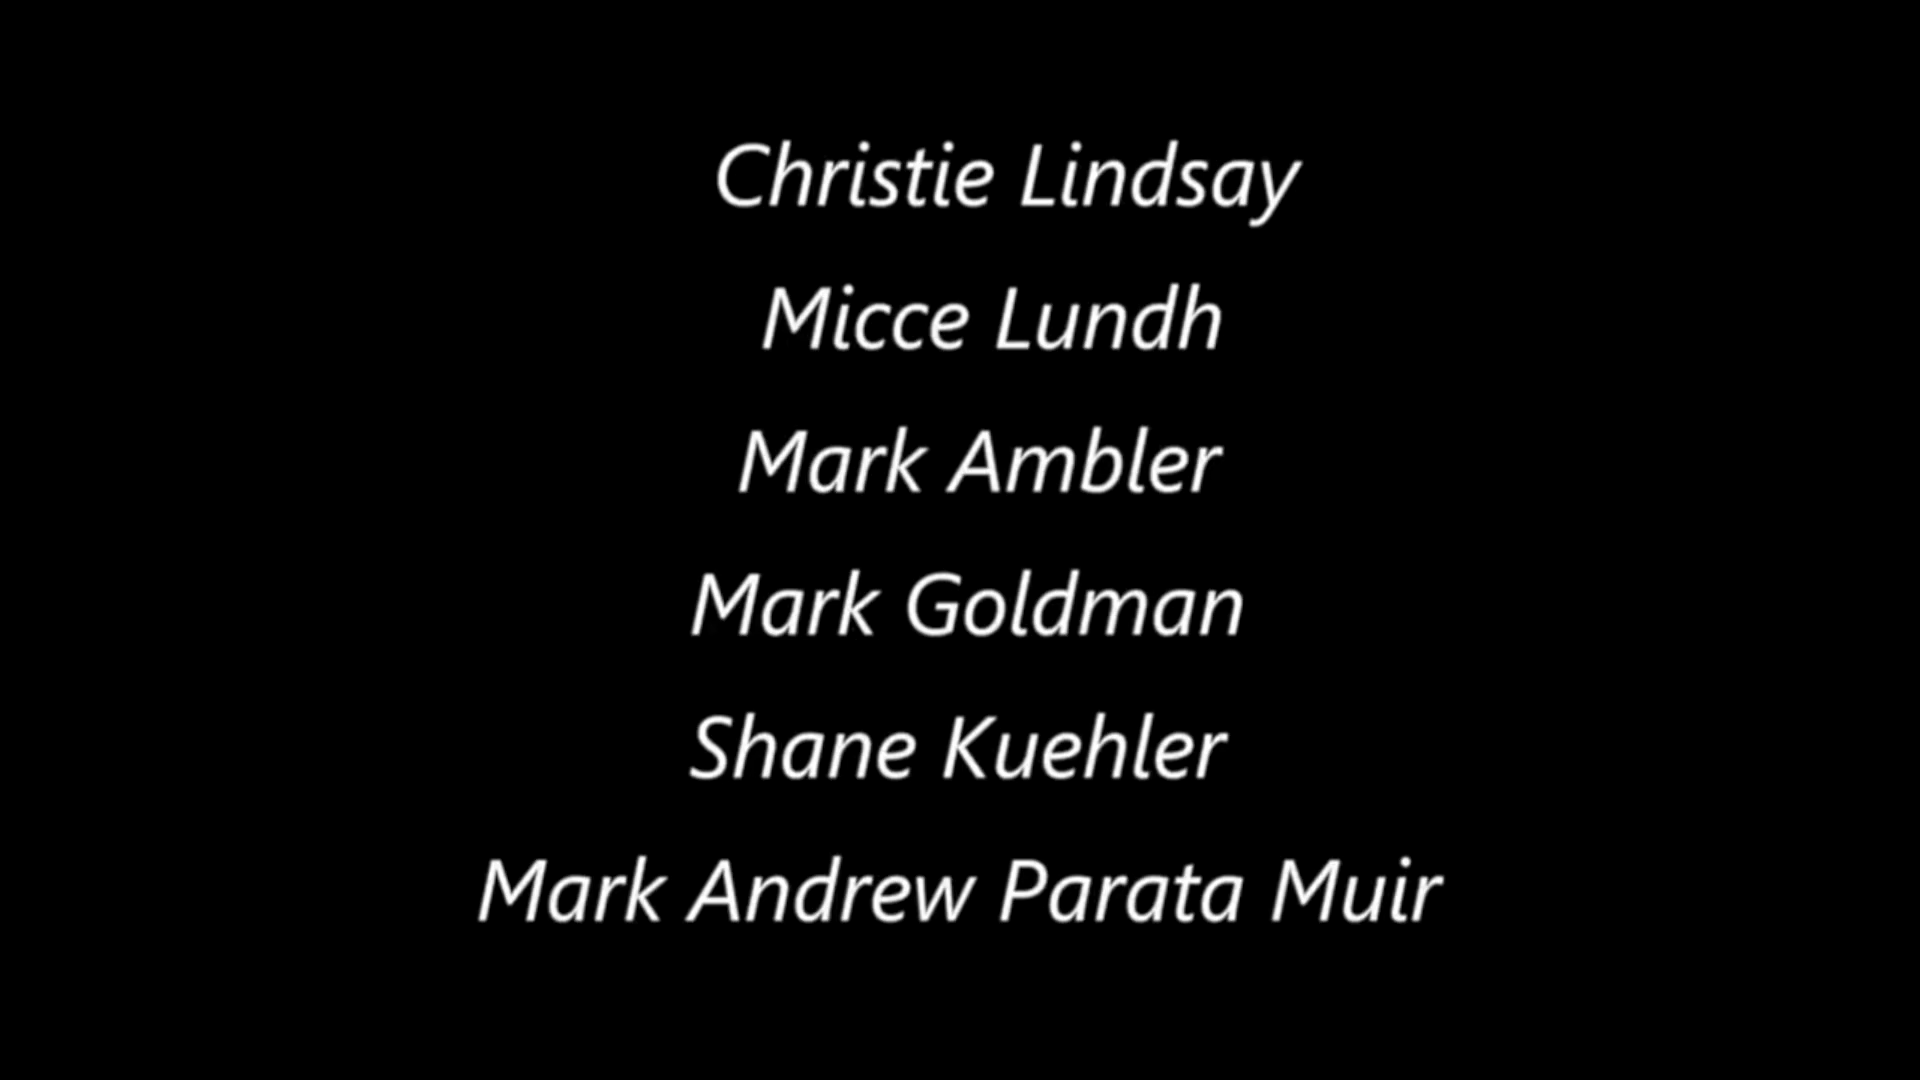 Christie Lindsay
Micce Lundh
Mark Ambler
Mark Goldman
Shane Kuehler
Mark Andrew Parata Muir